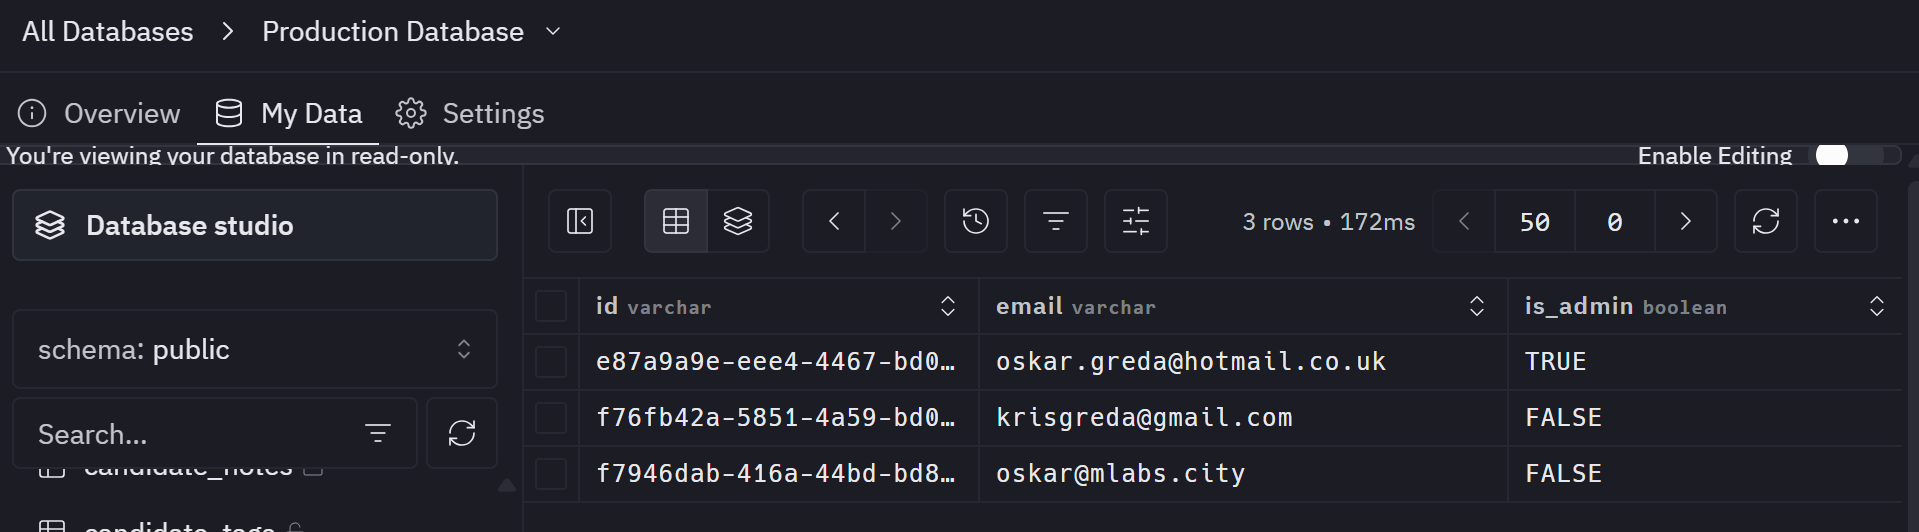 All Databases > Production Database
Overview My Data Settings
You're viewing your database in read-only.
Enable Editing
Database studio
3 rows • 172ms
50 0
schema: public
Search...
candidate_notes
candidate_tags
id varchar email varchar is_admin boolean
e87a9a9e-eee4-4467-bd0… oskar.greda@hotmail.co.uk TRUE
f76fb42a-5851-4a59-bd0… krisgreda@gmail.com FALSE
f7946dab-416a-44bd-bd8… oskar@mlabs.city FALSE